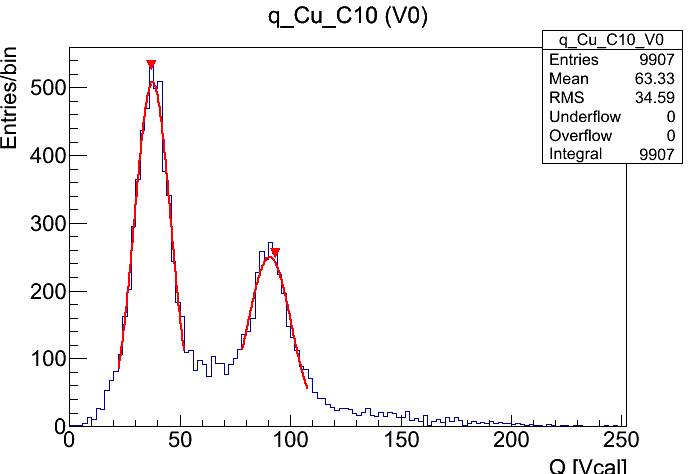 q_Cu_C10 (V0)
q_Cu_C10_V0
Entries 9907
Mean 63.33
RMS 34.59
Underflow 0
Overflow 0
Integral 9907
Entries/bin
500
400
300
200
100
0
0 50 100 150 200 250
Q [Vcal]